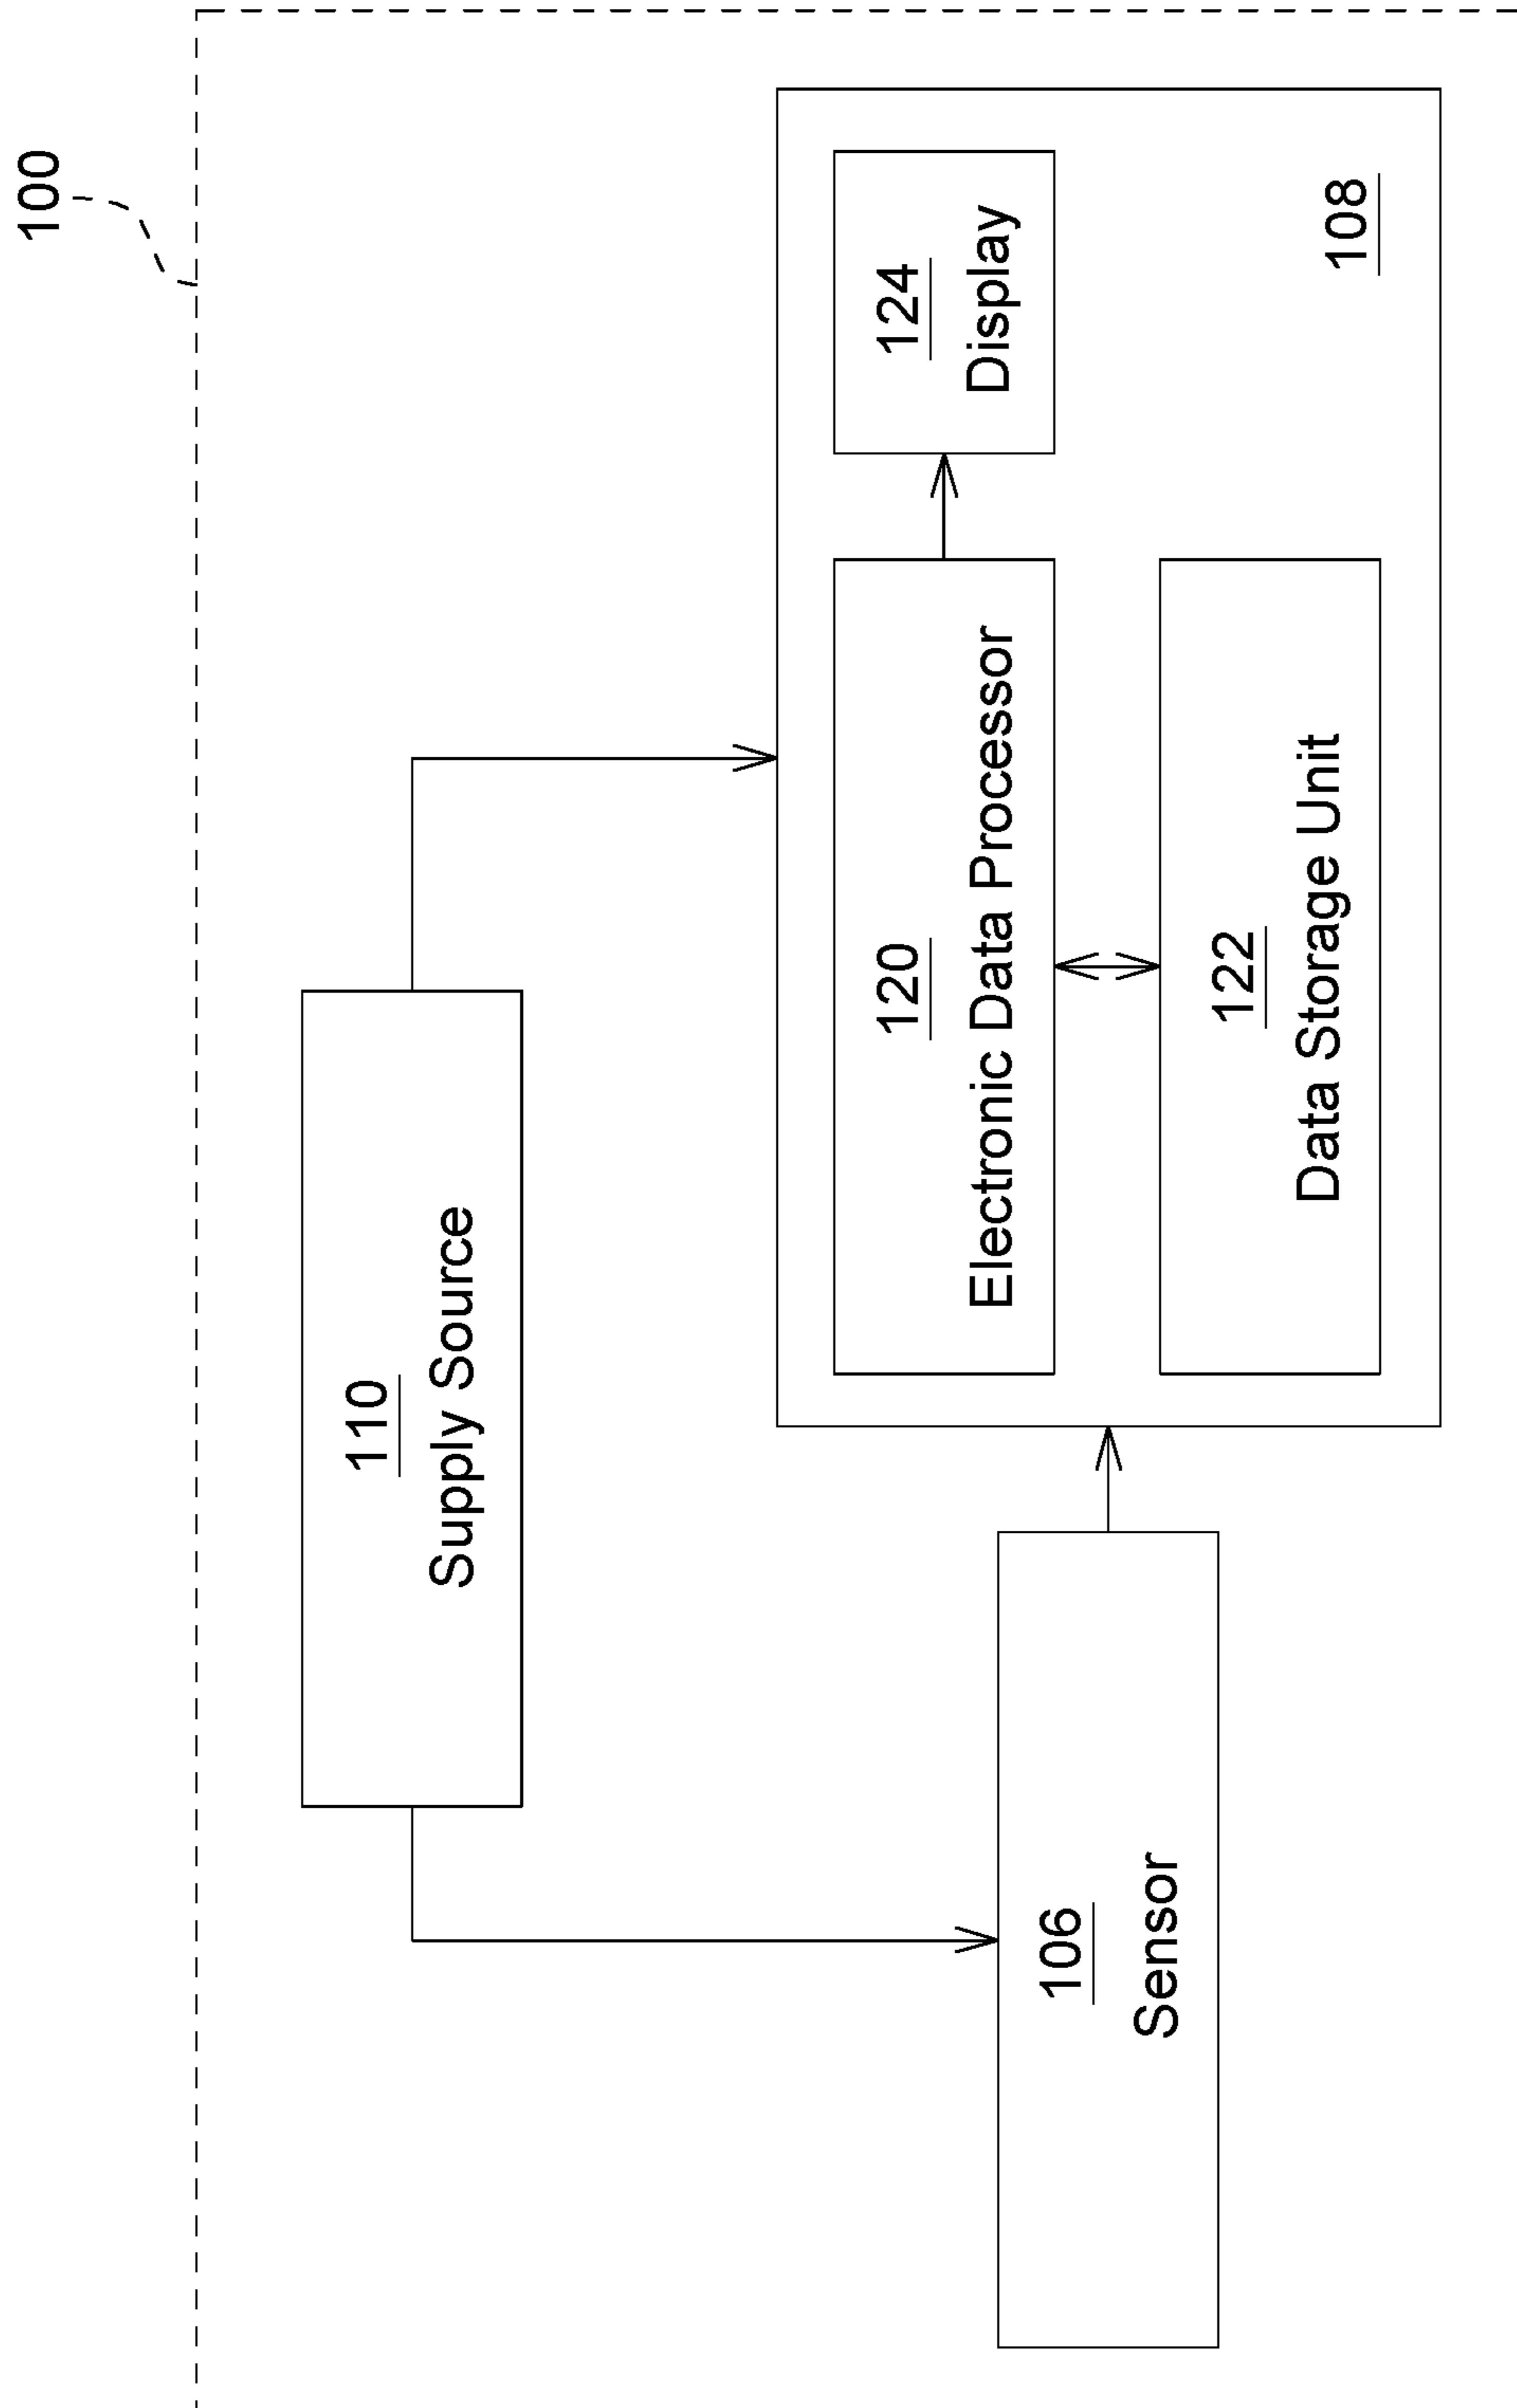 100
110
Supply Source
124
Display
120
Electronic Data Processor
108
122
Data Storage Unit
106
Sensor